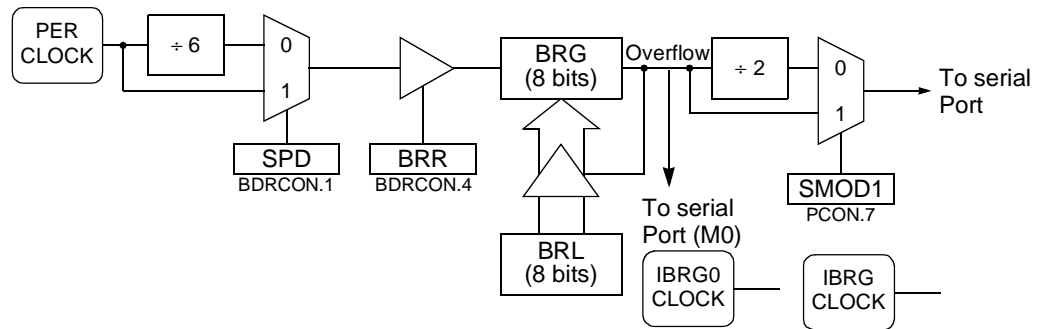 PER
CLOCK
÷ 6
0
1
SPD
BDRCON.1
BRR
BDRCON.4
BRG
(8 bits)
Overflow
÷ 2
0
1
To serial
Port
SMOD1
PCON.7
BRL
(8 bits)
To serial
Port (M0)
IBRG0
CLOCK
IBRG
CLOCK